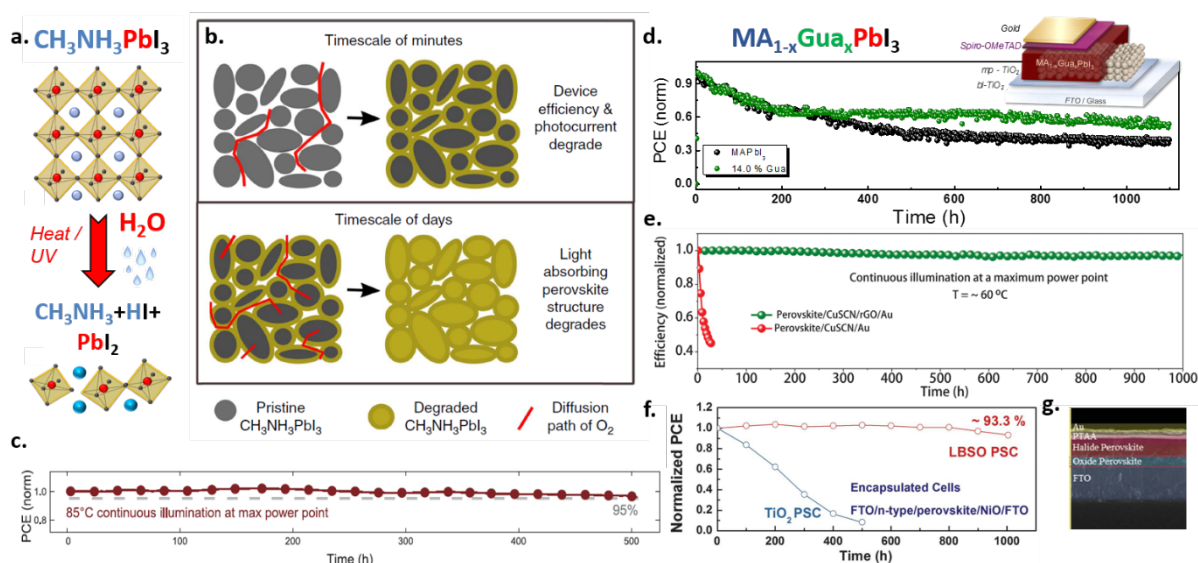 a.
CH₃NH₃PbI₃
Heat /
UV
H₂O
CH₃NH₃+HI+
PbI₂
b.
Timescale of minutes
Device
efficiency &
photocurrent
degrade
Timescale of days
Light
absorbing
perovskite
structure
degrades
Pristine
CH₃NH₃PbI₃
Degraded
CH₃NH₃PbI₃
Diffusion
path of O₂
c.
PCE (norm)
1,0
0,8
85°C continuous illumination at max power point
95%
0
100
200
300
400
500
Time (h)
d.
MA₁₋ₓGuaₓPbI₃
Gold
Spiro-OMeTAD
MA₁₋ₓGuaₓPbI₃
mp - TiO₂
bl-TiO₂
FTO / Glass
PCE (norm)
0.9
0.6
0.3
0.0
MAPbI₃
14.0 % Gua
0
200
400
600
800
1000
Time (h)
e.
Efficiency (normalized)
1.0
0.8
0.6
0.4
Continuous illumination at a maximum power point
T = ~ 60 ºC
Perovskite/CuSCN/rGO/Au
Perovskite/CuSCN/Au
0
100
200
300
400
500
600
700
800
900
1000
Time (h)
f.
Normalized PCE
1.2
1.0
0.8
0.6
0.4
0.2
0.0
~ 93.3 %
LBSO PSC
Encapsulated Cells
TiO₂ PSC
FTO/n-type/perovskite/NiO/FTO
0
200
400
600
800
1000
Time (h)
g.
Au
PTAA
Halide Perovskite
Oxide Perovskite
FTO